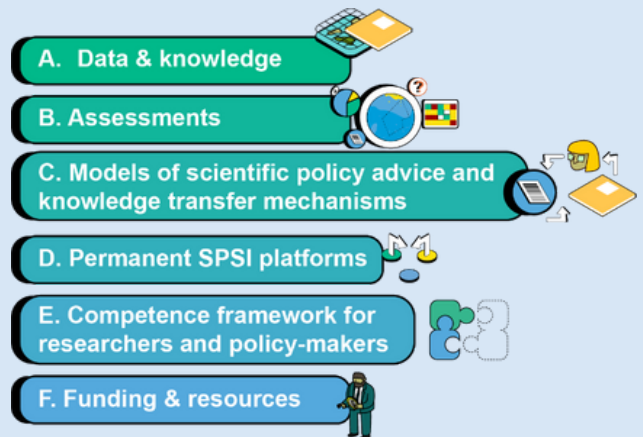 A. Data & knowledge
?
B. Assessments
C. Models of scientific policy advice and
knowledge transfer mechanisms
D. Permanent SPSI platforms
E. Competence framework for
researchers and policy-makers
F. Funding & resources